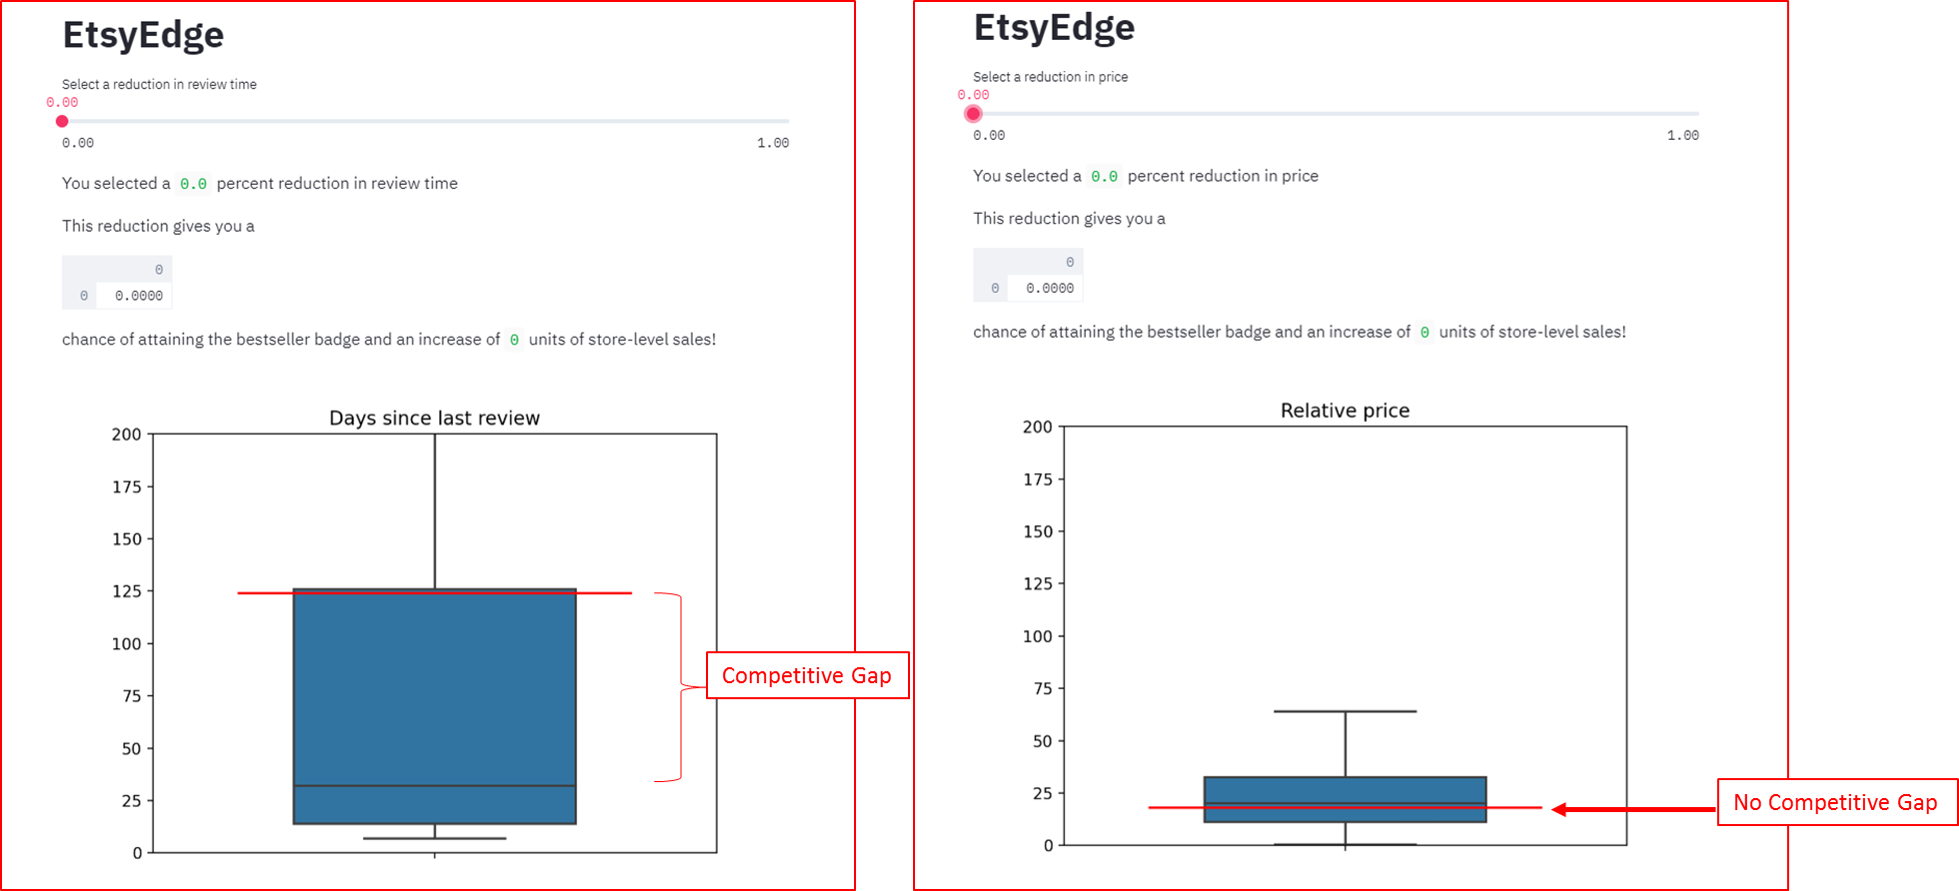 EtsyEdge
Select a reduction in review time
0.00
0.00 1.00
You selected a 0.0 percent reduction in review time
This reduction gives you a
0
0 0.0000
chance of attaining the bestseller badge and an increase of 0 units of store-level sales!
Days since last review
200
175
150
125
100
75
50
25
0
Competitive Gap
EtsyEdge
Select a reduction in price
0.00
0.00 1.00
You selected a 0.0 percent reduction in price
This reduction gives you a
0
0 0.0000
chance of attaining the bestseller badge and an increase of 0 units of store-level sales!
Relative price
200
175
150
125
100
75
50
25
0
No Competitive Gap